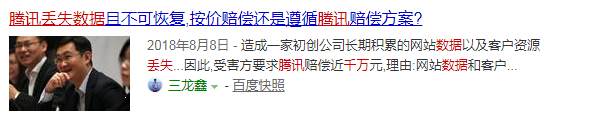 腾讯丢失数据且不可恢复,按价赔偿还是遵循腾讯赔偿方案?
2018年8月8日 - 造成一家初创公司长期积累的网站数据以及客户资源
丢失...因此,受害方要求腾讯赔偿近千万元,理由:网站数据和客户...
三龙鑫 - 百度快照